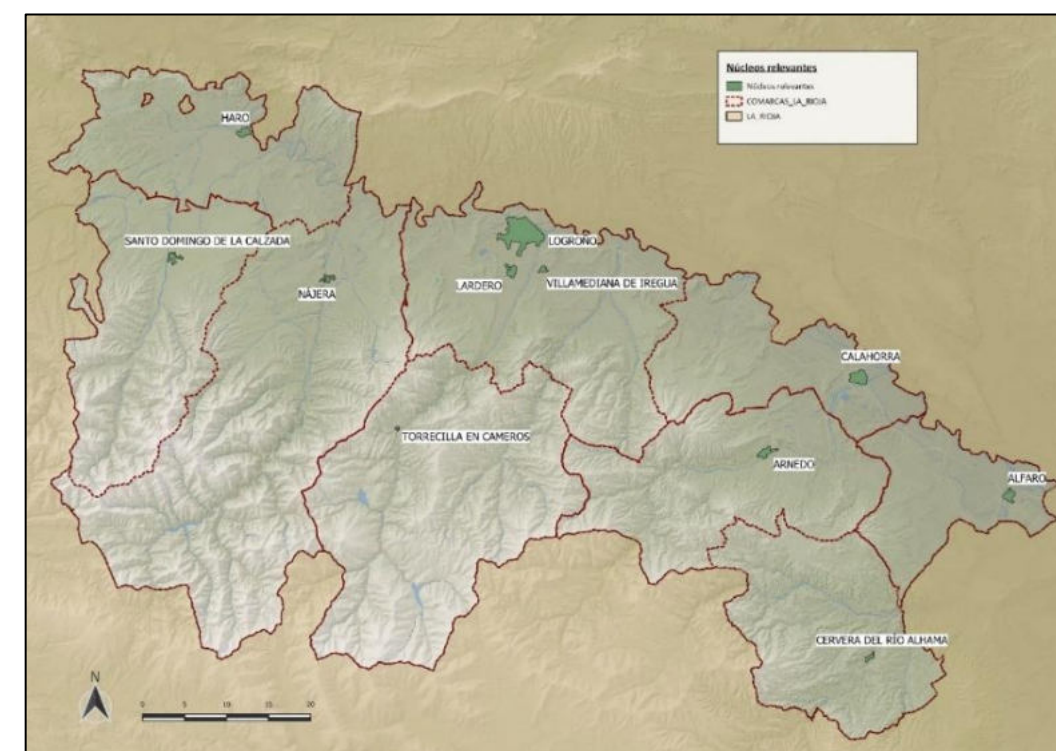 Núcleos relevantes
Núcleos relevantes
COMARCAS_LA_RIOJA
LA_RIOJA
HARO
SANTO DOMINGO DE LA CALZADA
LOGROÑO
NÁJERA
LARDERO
VILLAMEDIANA DE IREGUA
CALAHORRA
TORRECILLA EN CAMEROS
ARNEDO
ALFARO
CERVERA DEL RÍO ALHAMA
N
0 5 10 15 20